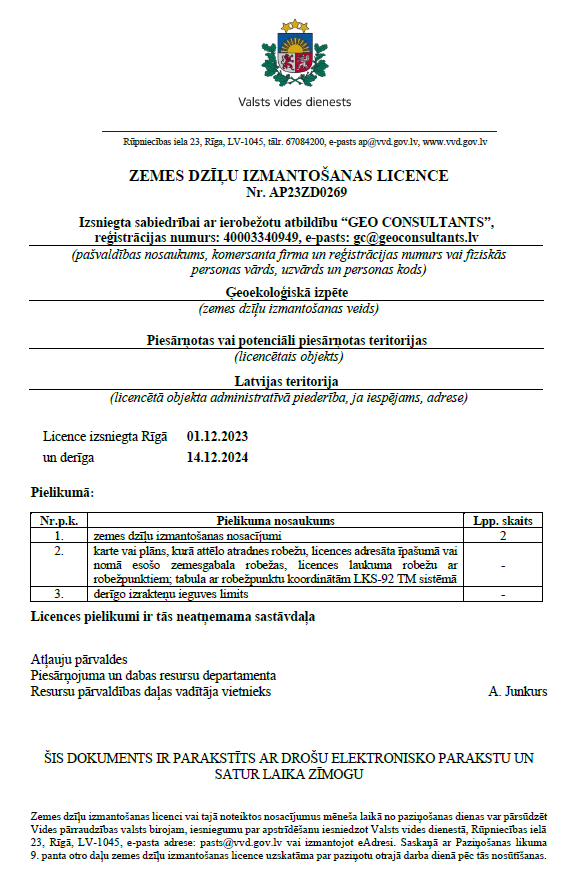 Valsts vides dienests
Rūpniecības iela 23, Rīga, LV-1045, tālr. 67084200, e-pasts ap@vvd.gov.lv, www.vvd.gov.lv
ZEMES DZĪĻU IZMANTOŠANAS LICENCE
Nr. AP23ZD0269
Izsniegta sabiedrībai ar ierobežotu atbildību “GEO CONSULTANTS”,
reģistrācijas numurs: 40003340949, e-pasts: gc@geoconsultants.lv
(pašvaldības nosaukums, komersanta firma un reģistrācijas numurs vai fiziskās
personas vārds, uzvārds un personas kods)
Ģeoekoloģiskā izpēte
(zemes dzīļu izmantošanas veids)
Piesārņotas vai potenciāli piesārņotas teritorijas
(licencētais objekts)
Latvijas teritorija
(licencētā objekta administratīvā piederība, ja iespējams, adrese)
Licence izsniegta Rīgā 01.12.2023
un derīga 14.12.2024
Pielikumā:
Nr.p.k. Pielikuma nosaukums Lpp. skaits
1. zemes dzīļu izmantošanas nosacījumi 2
2. karte vai plāns, kurā attēlo atradnes robežu, licences adresāta īpašumā vai
nomā esošo zemesgabala robežas, licences laukuma robežu ar -
robežpunktiem; tabula ar robežpunktu koordinātām LKS-92 TM sistēmā
3. derīgo izrakteņu ieguves limits -
Licences pielikumi ir tās neatņemama sastāvdaļa
Atļauju pārvaldes
Piesārņojuma un dabas resursu departamenta
Resursu pārvaldības daļas vadītāja vietnieks A. Junkurs
ŠIS DOKUMENTS IR PARAKSTĪTS AR DROŠU ELEKTRONISKO PARAKSTU UN
SATUR LAIKA ZĪMOGU
Zemes dzīļu izmantošanas licenci vai tajā noteiktos nosacījumus mēneša laikā no paziņošanas dienas var pārsūdzēt
Vides pārraudzības valsts birojam, iesniegumu par apstrīdēšanu iesniedzot Valsts vides dienestā, Rūpniecības ielā
23, Rīgā, LV-1045, e-pasta adrese: pasts@vvd.gov.lv vai izmantojot eAdresi. Saskaņā ar Paziņošanas likuma
9. panta otro daļu zemes dzīļu izmantošanas licence uzskatāma par paziņotu otrajā darba dienā pēc tās nosūtīšanas.